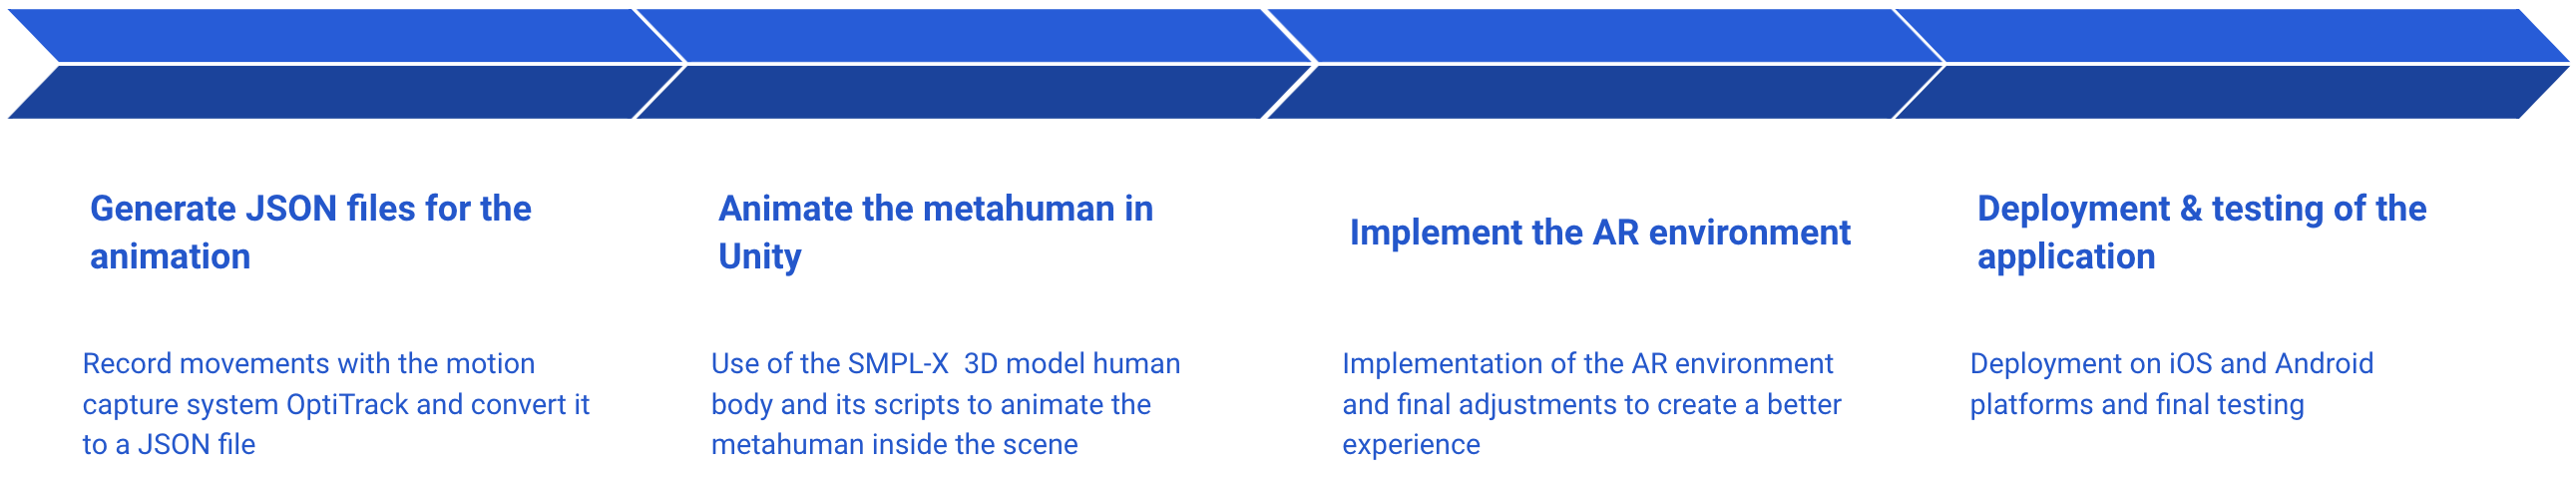 Generate JSON files for the
animation
Record movements with the motion
capture system OptiTrack and convert it
to a JSON file
Animate the metahuman in
Unity
Use of the SMPL-X  3D model human
body and its scripts to animate the
metahuman inside the scene
Implement the AR environment
Implementation of the AR environment
and final adjustments to create a better
experience
Deployment & testing of the
application
Deployment on iOS and Android
platforms and final testing